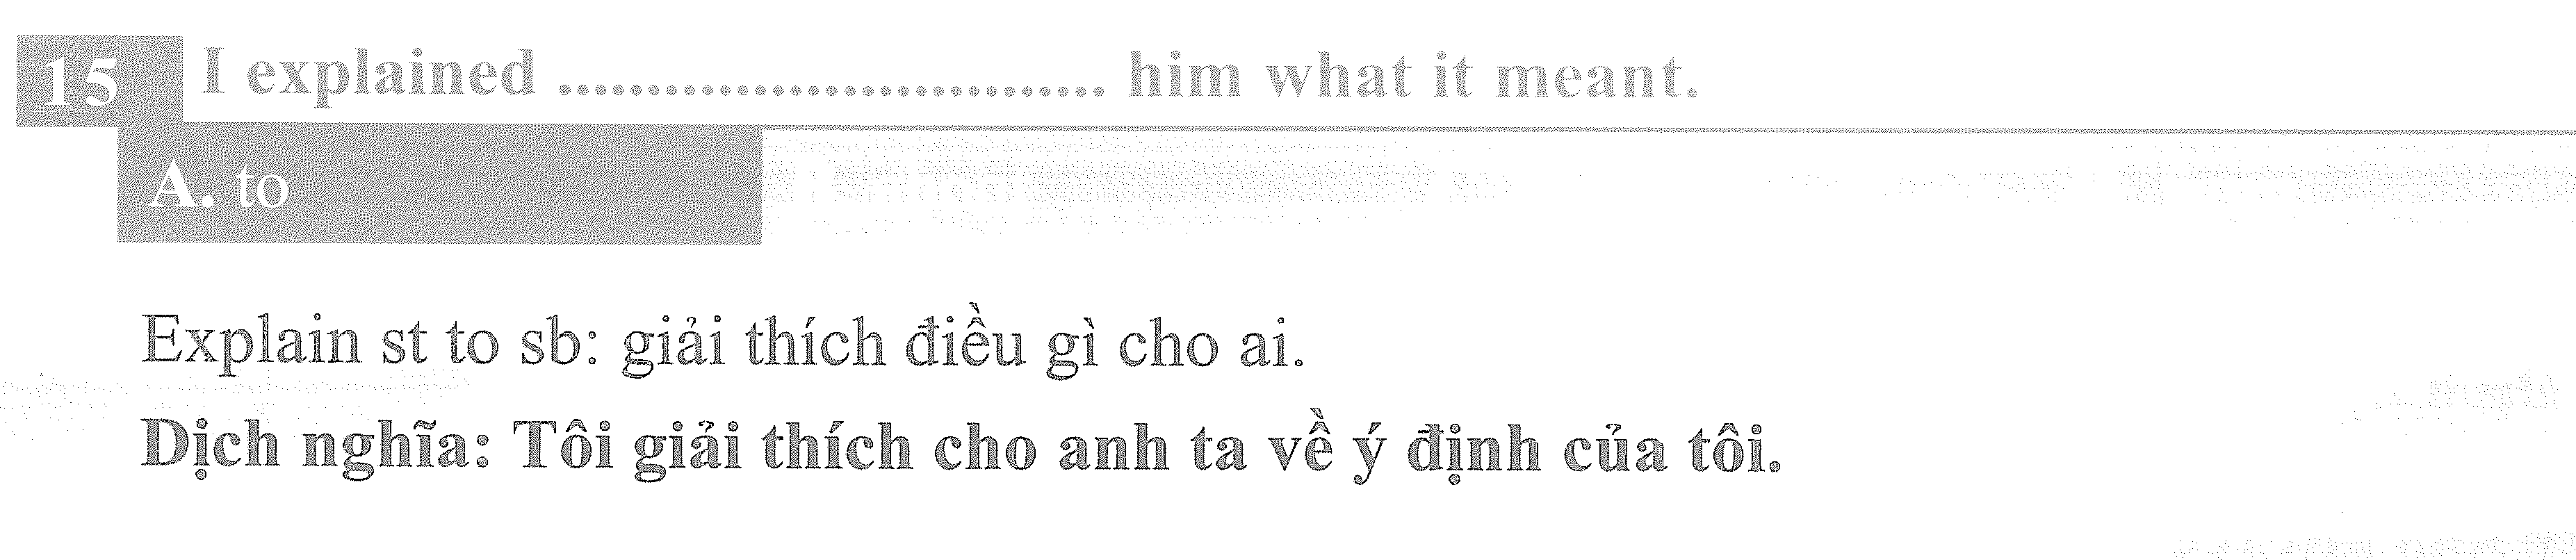 15 I explained .............................. him what it meant.
A. to
Explain st to sb: giải thích điều gì cho ai.
Dịch nghĩa: Tôi giải thích cho anh ta về ý định của tôi.